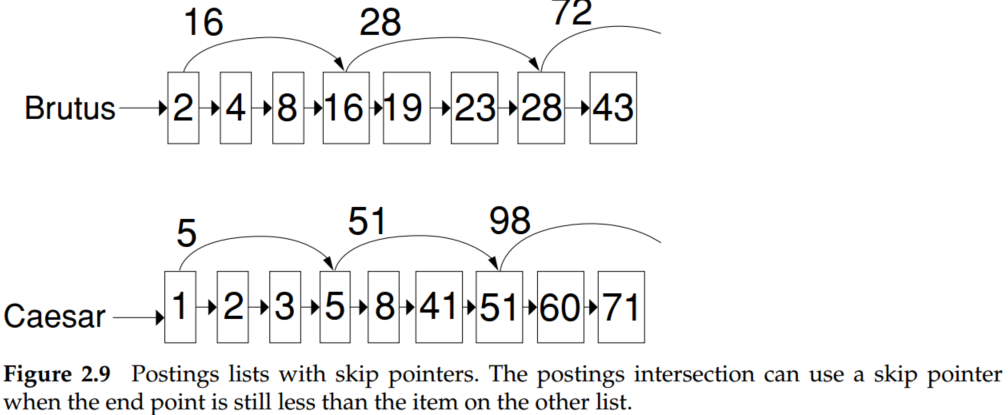 16 28 72
Brutus 2 4 8 16 19 23 28 43
5 51 98
Caesar 1 2 3 5 8 41 51 60 71
Figure 2.9 Postings lists with skip pointers. The postings intersection can use a skip pointer
when the end point is still less than the item on the other list.